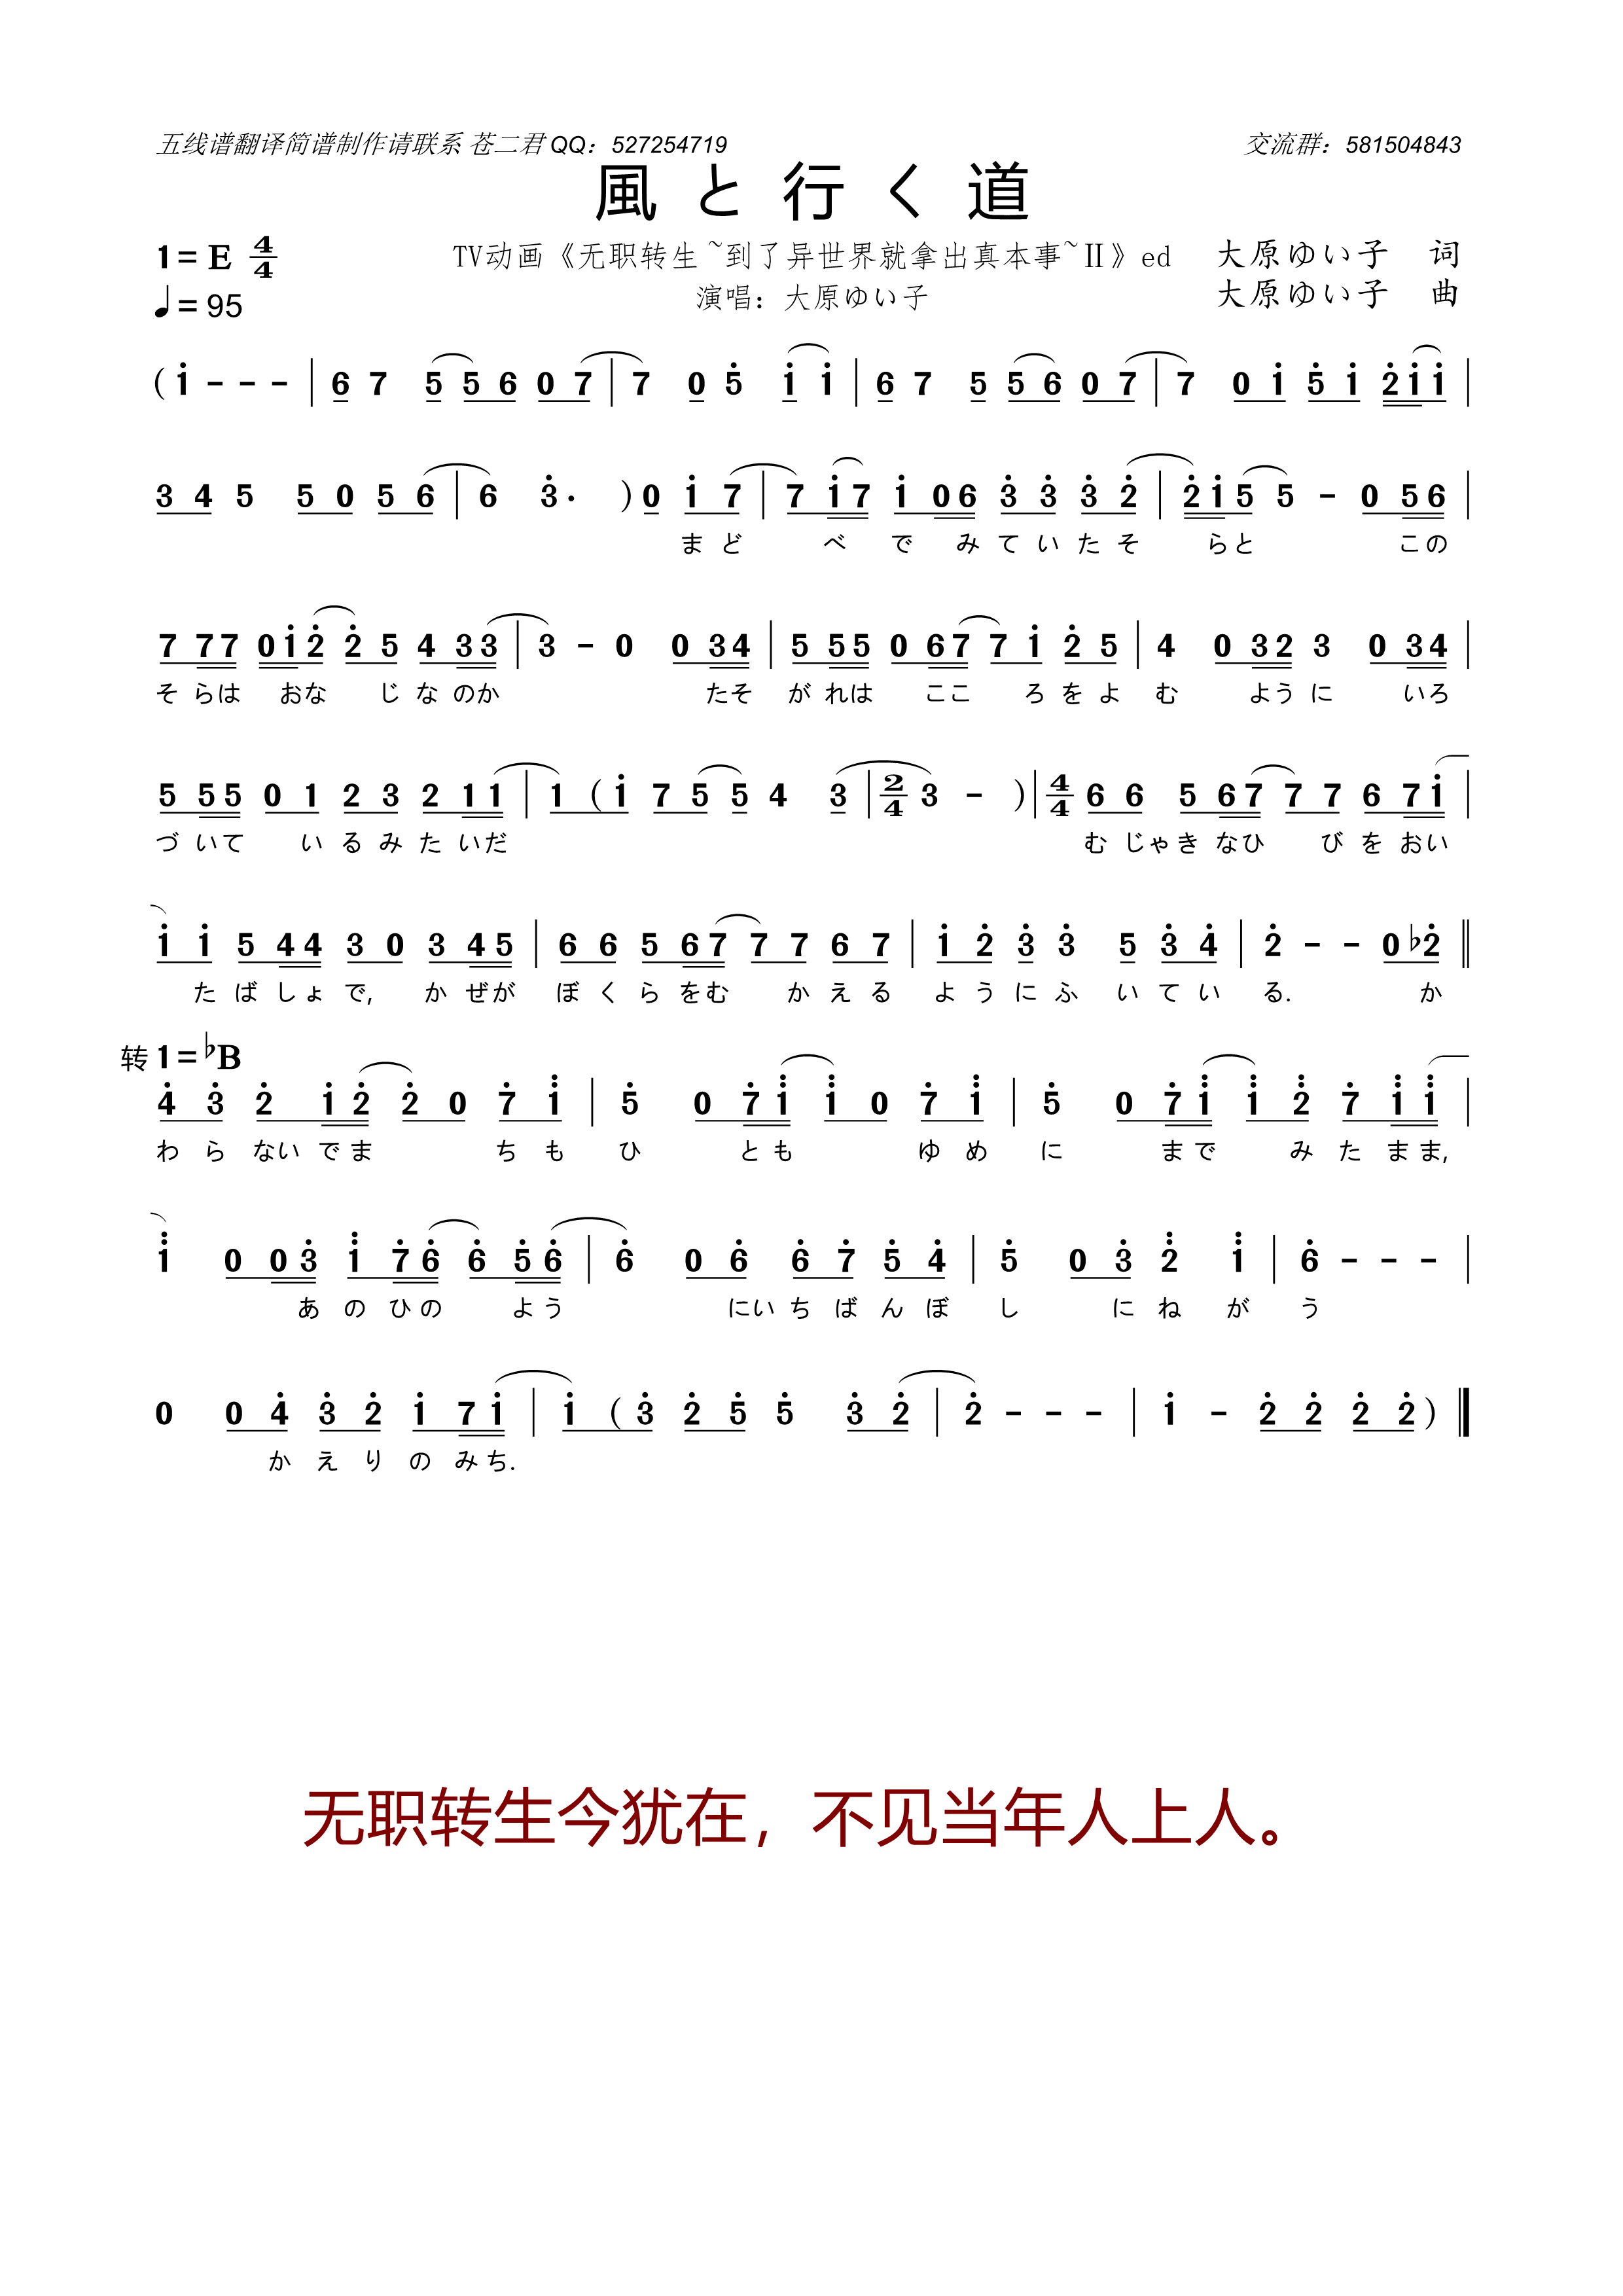 五线谱翻译简谱制作请联系 苍二君 QQ：527254719 交流群：581504843
風と行く道
1=E 4/4 TV动画《无职转生~到了异世界就拿出真本事~Ⅱ》ed 大原ゆい子 词
♩=95 演唱：大原ゆい子 大原ゆい子 曲
(i - - - | 6 7 5 5 6 0 7 | 7 0 5 i i | 6 7 5 5 6 0 7 | 7 0 i 5 i 2 i i |
3 4 5 5 0 5 6 | 6 3· ) 0 i 7 | 7 i 7 i 0 6 3 3 3 2 | 2 i 5 5 - 0 5 6 |
まど べで みていたそ らと この
7 7 7 0 i 2 2 5 4 3 3 | 3 - 0 0 3 4 | 5 5 5 0 6 7 7 i 2 5 | 4 0 3 2 3 0 3 4 |
そらは おな じなのか たそ がれは ここ ろをよ む ように いろ
5 5 5 0 1 2 3 2 1 1 | 1 ( i 7 5 5 4 3 | 2/4 3 - ) | 4/4 6 6 5 6 7 7 7 6 7 i |
づいて いるみたいだ むじゃきなひ びをおい
i i 5 4 4 3 0 3 4 5 | 6 6 5 6 7 7 7 6 7 | i 2 3 3 5 3 4 | 2 - - 0 ♭2 ‖
たばしょで, かぜが ぼくらをむ かえる ようにふ いてい る. か
转 1=♭B
4 3 2 i 2 2 0 7 i | 5 0 7 i i 0 7 i | 5 0 7 i i 2 7 i i |
わらないでま ちも ひ とも ゆめ に まで みたまま,
i 0 0 3 i 7 6 6 5 6 | 6 0 6 6 7 5 4 | 5 0 3 2 i | 6 - - - |
あのひの よう にいちばんぼ し にねが う
0 0 4 3 2 i 7 i | i ( 3 2 5 5 3 2 | 2 - - - | i - 2 2 2 2 ) ‖
かえりのみち.
无职转生今犹在，不见当年人上人。